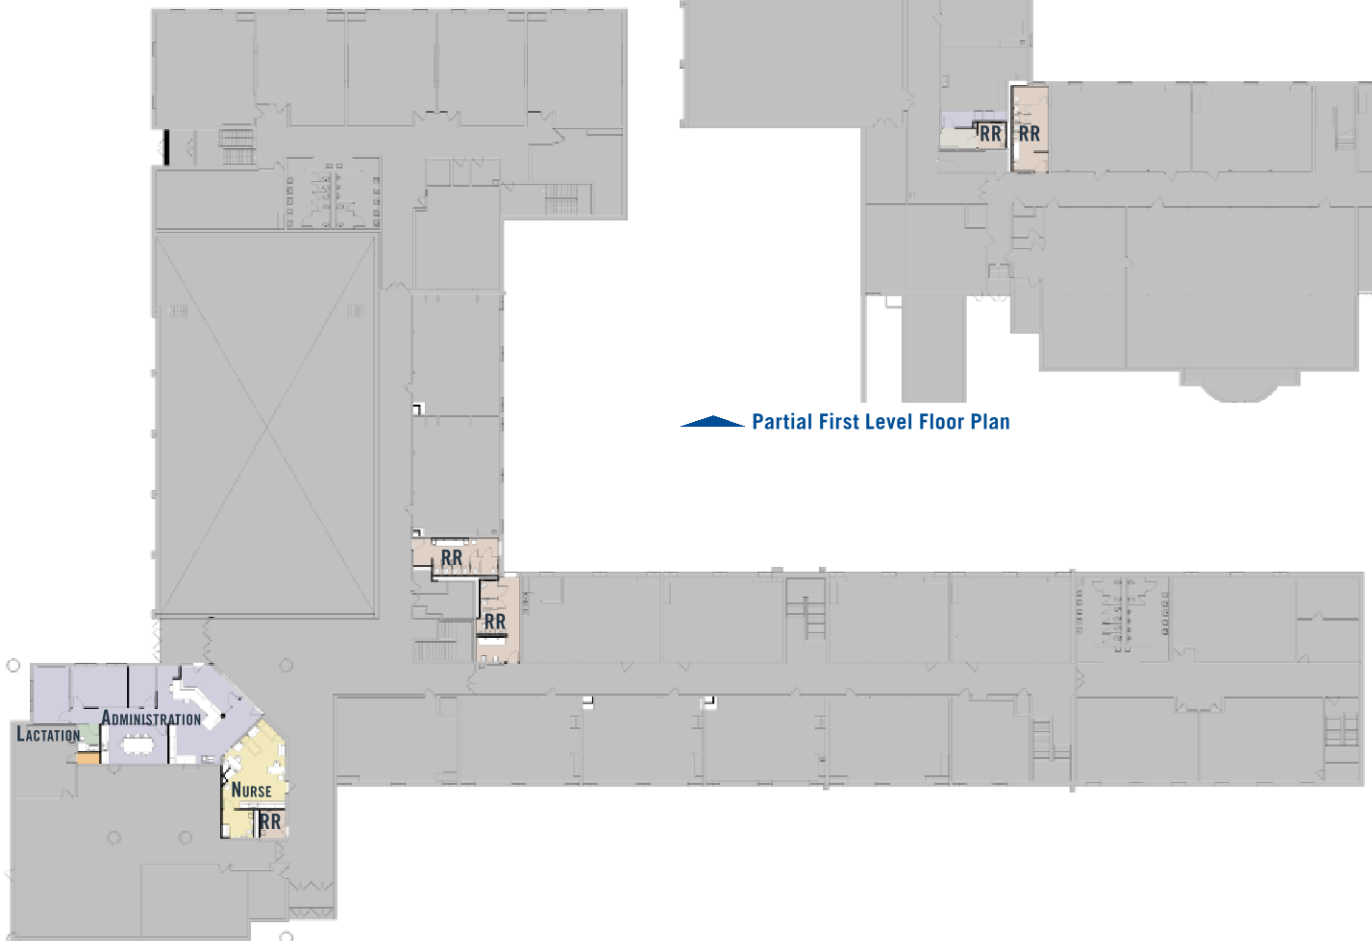 RR
RR
Partial First Level Floor Plan
RR
RR
ADMINISTRATION
LACTATION
NURSE
RR